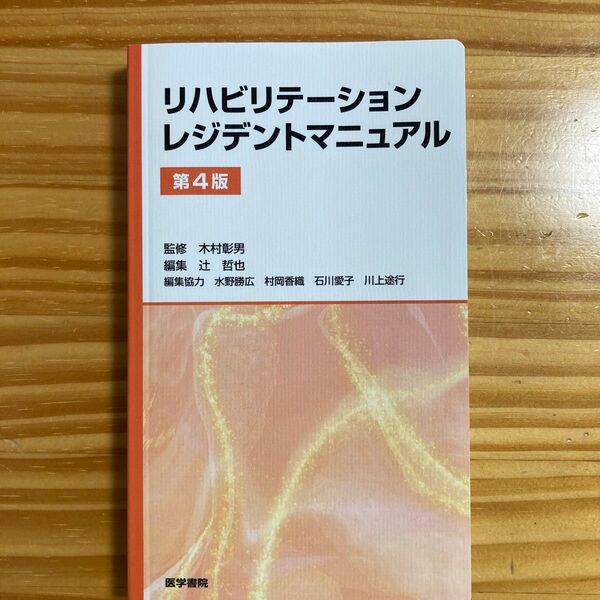 リハビリテーション
レジデントマニュアル
第4版
監修　木村彰男
編集　辻　哲也
編集協力　水野勝広　村岡香織　石川愛子　川上途行
医学書院